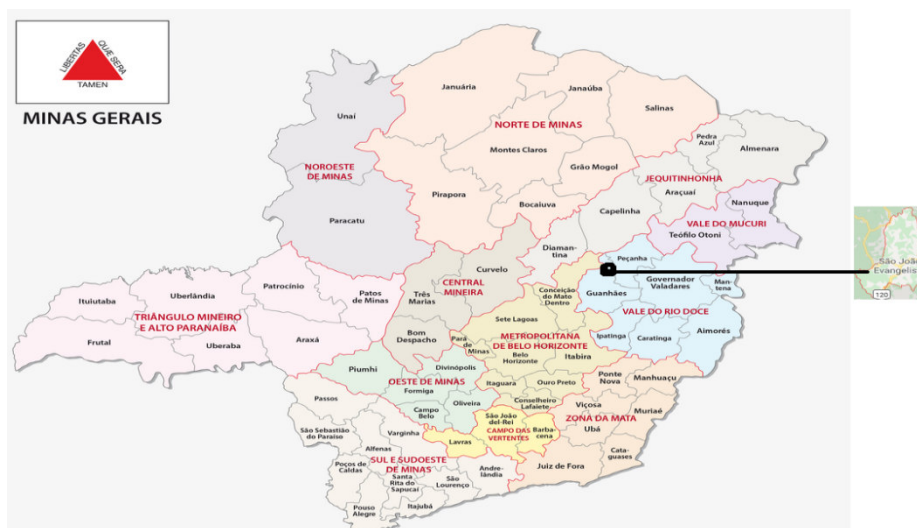 LIBERTAS
QUÆ SERA
TAMEN
MINAS GERAIS
Januária
Janaúba
Salinas
Unaí
NORTE DE MINAS
Pedra
Azul
Almenara
Montes Claros
Grão Mogol
NOROESTE
DE MINAS
JEQUITINHONHA
Araçuaí
Pirapora
Bocaiuva
Capelinha
Nanuque
Paracatu
VALE DO MUCURI
Teófilo Otoni
Diaman-
tina
Peçanha
Curvelo
CENTRAL
MINEIRA
Governador
Valadares
Man-
tena
Patrocínio
Patos
de Minas
Três
Marias
Conceição
do Mato
Dentro
Guanhães
Ituiutaba
Uberlândia
TRIÂNGULO MINEIRO
E ALTO PARANAÍBA
Sete Lagoas
VALE DO RIO DOCE
Frutal
Uberaba
Araxá
Bom
Despacho
Pará
de Minas
METROPOLITANA
DE BELO HORIZONTE
Ipatinga
Caratinga
Aimorés
Belo
Horizonte
Itabira
Piumhi
Divinópolis
OESTE DE MINAS
Formiga
Itaguara
Ouro Preto
Ponte
Nova
Manhuaçu
Passos
Campo
Belo
Oliveira
Conselheiro
Lafaiete
Viçosa
Muriaé
São João
del-Rei
ZONA DA MATA
Ubá
São Sebastião
do Paraíso
Varginha
Lavras
CAMPO DAS
VERTENTES
Barba-
cena
Alfenas
Cata-
guases
SUL E SUDOESTE
DE MINAS
Poços de
Caldas
Santa
Rita do
Sapucaí
São
Lourenço
Andre-
lândia
Juiz de Fora
Pouso
Alegre
Itajubá
São João
Evangelis
120